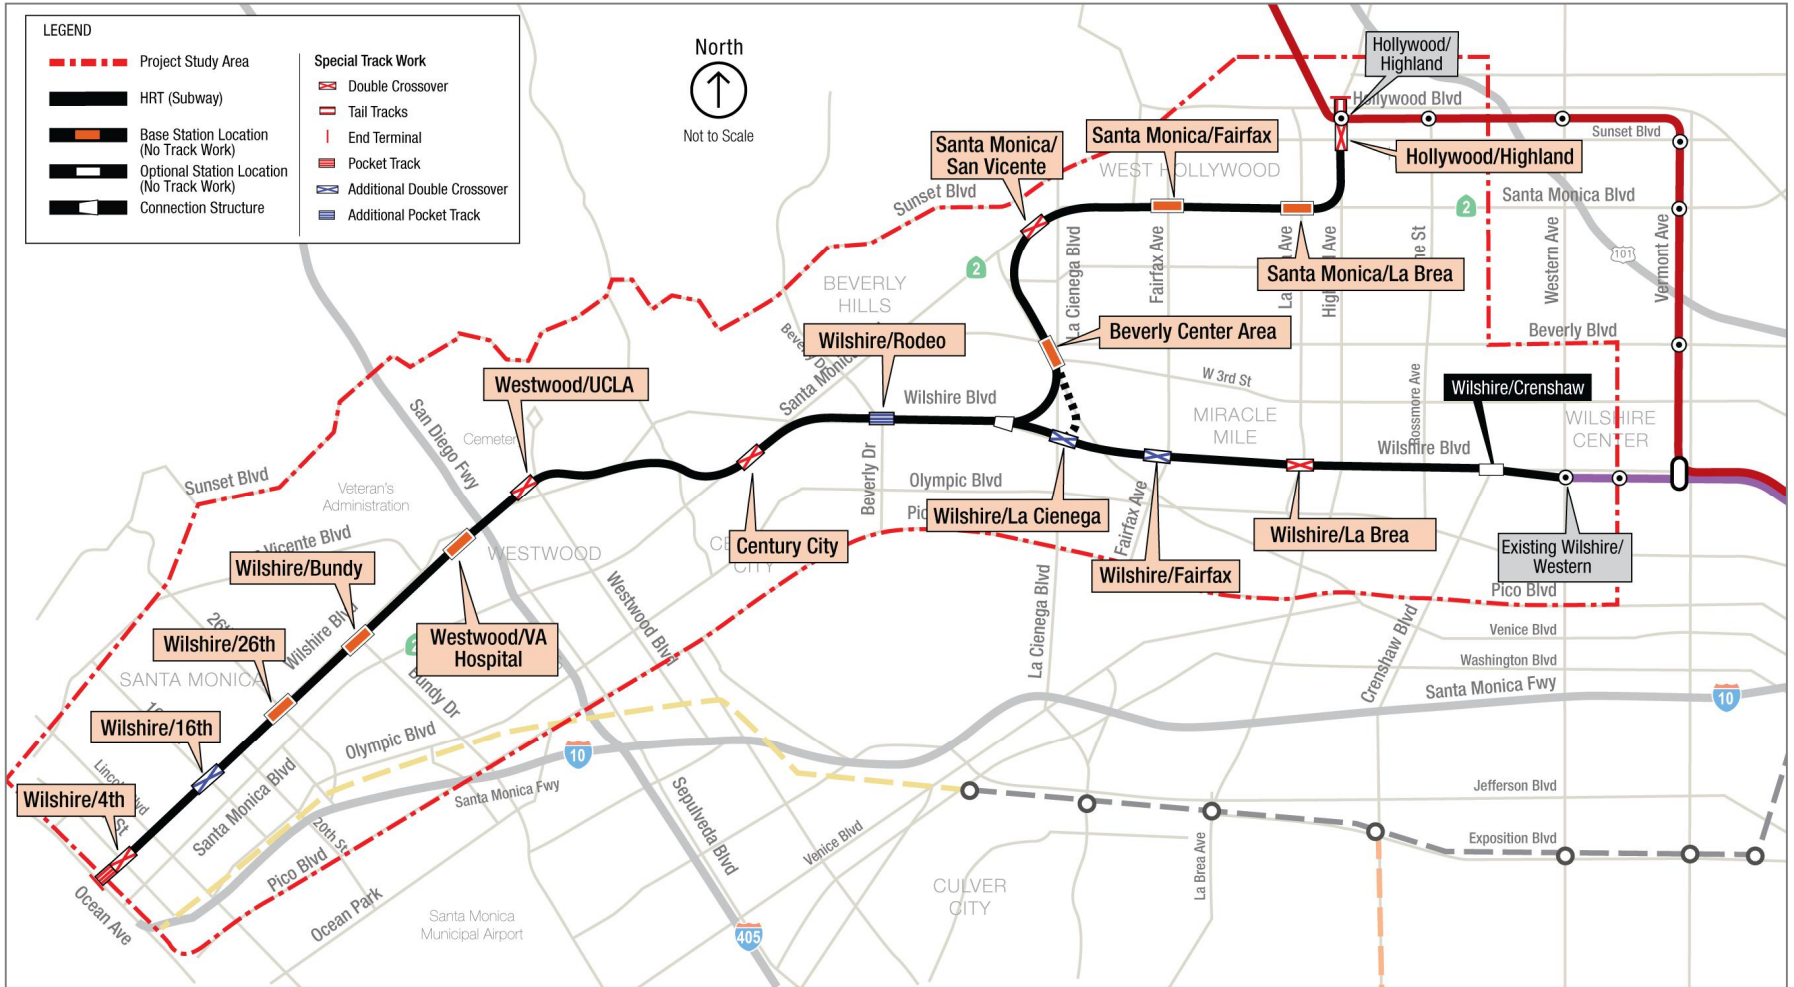 LEGEND
Project Study Area
HRT (Subway)
Base Station Location
(No Track Work)
Optional Station Location
(No Track Work)
Connection Structure
Special Track Work
Double Crossover
Tail Tracks
End Terminal
Pocket Track
Additional Double Crossover
Additional Pocket Track
North
Not to Scale
Hollywood/
Highland
Hollywood Blvd
Sunset Blvd
Santa Monica/
San Vicente
Santa Monica/Fairfax
Hollywood/Highland
WEST HOLLYWOOD
Sunset Blvd
2
Santa Monica Blvd
2
101
Santa Monica/La Brea
La Cienega Blvd
Fairfax Ave
Western Ave
Vermont Ave
BEVERLY
HILLS
Beverly Center Area
Beverly Blvd
Wilshire/Rodeo
Santa Monica
W 3rd St
Rossmore Ave
Wilshire/Crenshaw
Westwood/UCLA
Wilshire Blvd
MIRACLE
MILE
WILSHIRE
CENTER
San Diego Fwy
Wilshire Blvd
Sunset Blvd
Veteran's
Administration
Beverly Dr
Olympic Blvd
Wilshire/La Cienega
Fairfax Ave
Wilshire/La Brea
Century City
CITY
Existing Wilshire/
Western
Vicente Blvd
WESTWOOD
Wilshire/Bundy
Wilshire/Fairfax
Pico Blvd
Westwood Blvd
La Cienega Blvd
Crenshaw Blvd
Venice Blvd
Washington Blvd
Santa Monica Fwy
10
Wilshire Blvd
Westwood/VA
Hospital
Wilshire/26th
SANTA MONICA
Bundy Dr
Wilshire/16th
Olympic Blvd
10
Wilshire/4th
St
Santa Monica Blvd
Santa Monica Fwy
Sepulveda Blvd
Jefferson Blvd
20th St
Pico Blvd
Venice Blvd
La Brea Ave
Exposition Blvd
Ocean Ave
Ocean Park
Santa Monica
Municipal Airport
CULVER
CITY
405